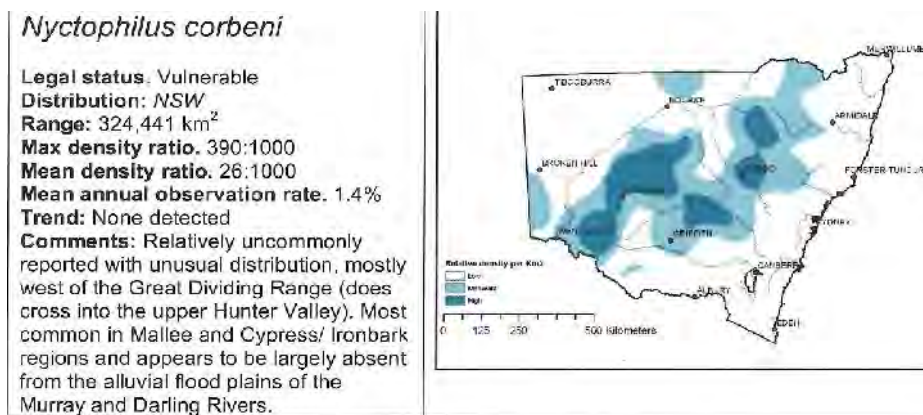 Nyctophilus corbeni
Legal status. Vulnerable
Distribution: NSW
Range: 324,441 km²
Max density ratio. 390:1000
Mean density ratio. 26:1000
Mean annual observation rate. 1.4%
Trend: None detected
Comments: Relatively uncommonly
reported with unusual distribution, mostly
west of the Great Dividing Range (does
cross into the upper Hunter Valley). Most
common in Mallee and Cypress/ Ironbark
regions and appears to be largely absent
from the alluvial flood plains of the
Murray and Darling Rivers.
TIBOOBURRA
BOURKE
ARMIDALE
BROKEN HILL
SYDNEY
GRIFFITH
CANBERRA
ALBURY
EDEN
Relative density per Km2
Low
High
0 125 250 500 Kilometers